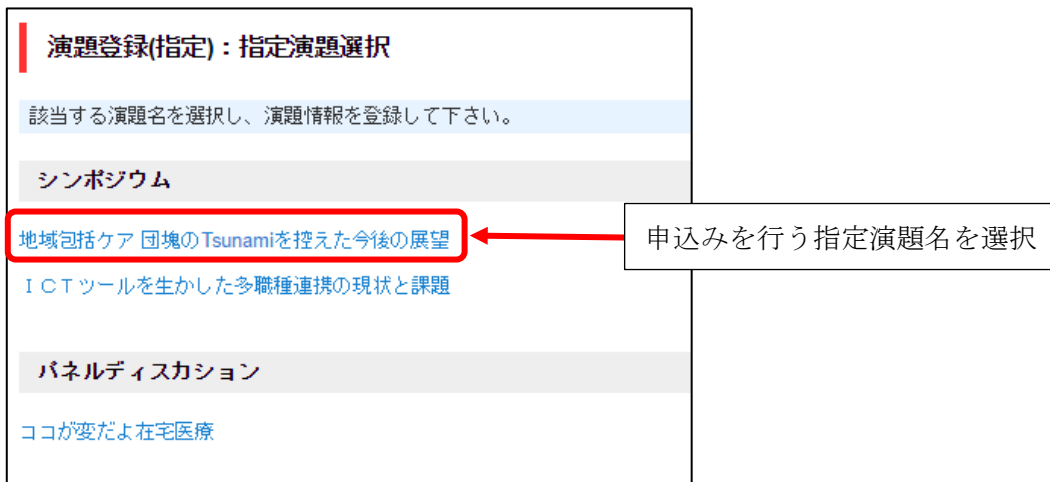 演題登録(指定)：指定演題選択
該当する演題名を選択し、演題情報を登録して下さい。
シンポジウム
地域包括ケア 団塊のTsunamiを控えた今後の展望
申込みを行う指定演題名を選択
ＩＣＴツールを生かした多職種連携の現状と課題
パネルディスカション
ココが変だよ在宅医療